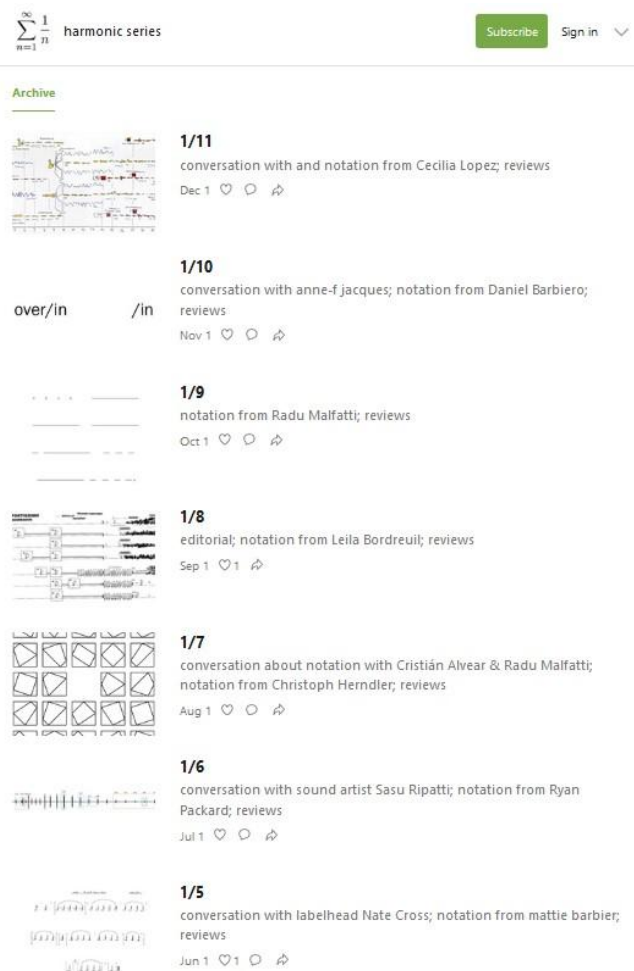 ∞
∑ 1/n
n=1
harmonic series
Subscribe
Sign in
Archive
1/11
conversation with and notation from Cecilia Lopez; reviews
Dec 1
over/in /in
1/10
conversation with anne-f jacques; notation from Daniel Barbiero;
reviews
Nov 1
1/9
notation from Radu Malfatti; reviews
Oct 1
1/8
editorial; notation from Leila Bordreuil; reviews
Sep 1 1
1/7
conversation about notation with Cristián Alvear & Radu Malfatti;
notation from Christoph Herndler; reviews
Aug 1
1/6
conversation with sound artist Sasu Ripatti; notation from Ryan
Packard; reviews
Jul 1
1/5
conversation with labelhead Nate Cross; notation from mattie barbier;
reviews
Jun 1 1